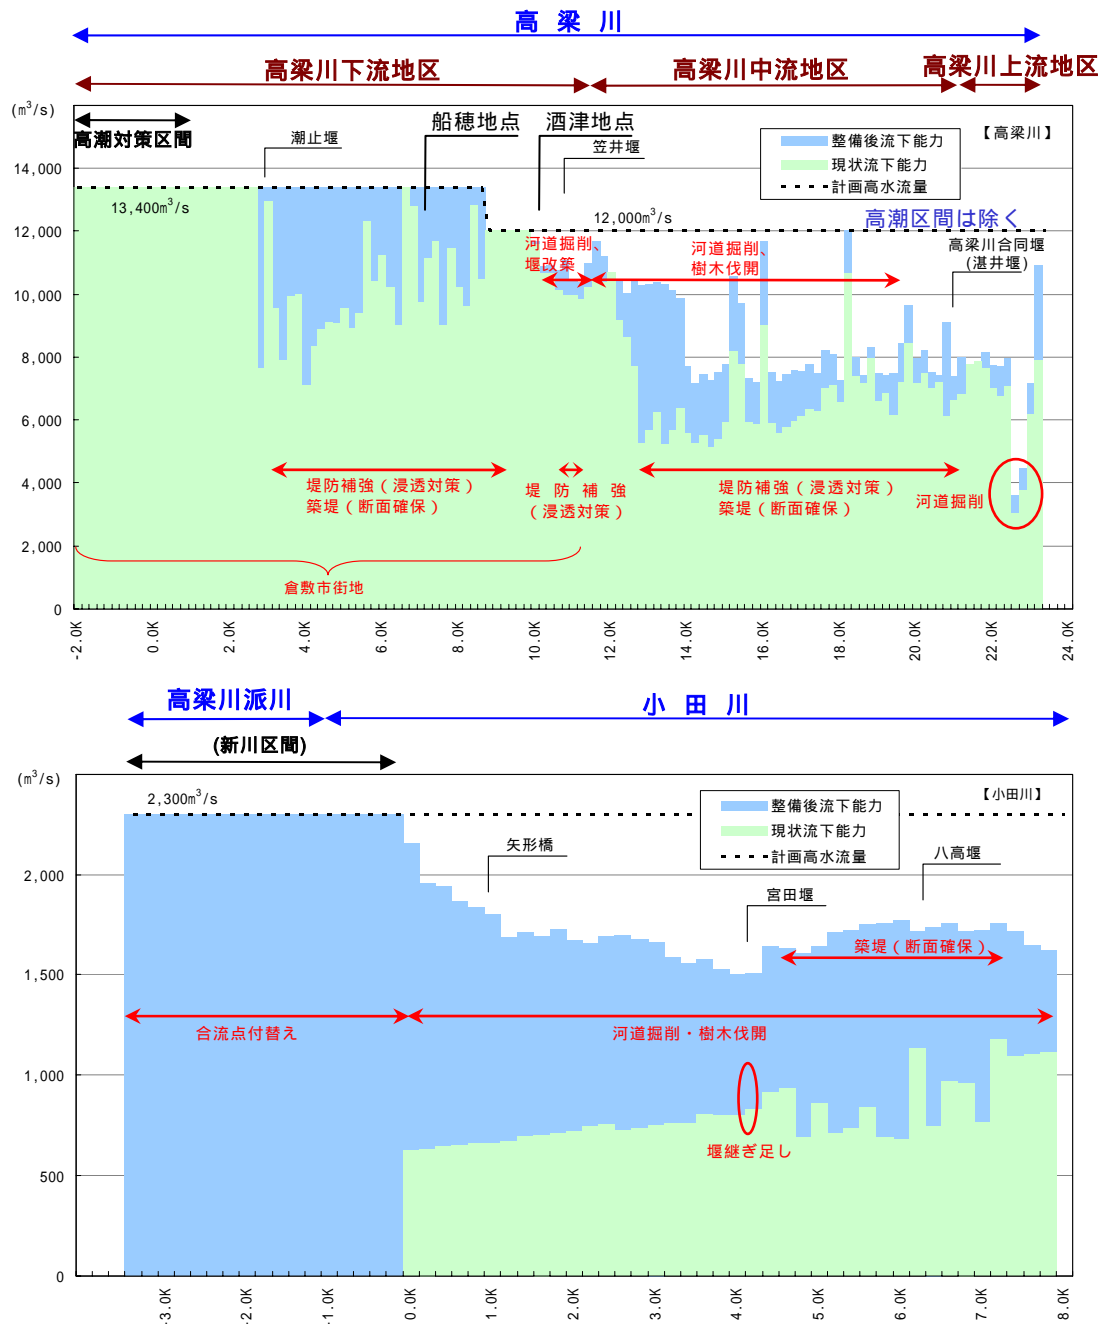 高 梁 川
高梁川下流地区
高梁川中流地区
高梁川上流地区
(m³/s)
高潮対策区間
潮止堰
船穂地点
酒津地点
笠井堰
整備後流下能力
現状流下能力
計画高水流量
【高梁川】
14,000
13,400m³/s
12,000m³/s
高潮区間は除く
12,000
河道掘削、
堰改築
河道掘削、
樹木伐開
高梁川合同堰
(湛井堰)
10,000
8,000
6,000
4,000
堤防補強(浸透対策)
築堤(断面確保)
堤 防 補 強
(浸透対策)
堤防補強(浸透対策)
築堤(断面確保)
河道掘削
2,000
倉敷市街地
0
-2.0K 0.0K 2.0K 4.0K 6.0K 8.0K 10.0K 12.0K 14.0K 16.0K 18.0K 20.0K 22.0K 24.0K
高梁川派川
小 田 川
(新川区間)
(m³/s)
2,300m³/s
整備後流下能力
現状流下能力
計画高水流量
【小田川】
矢形橋
宮田堰
八高堰
2,000
築堤(断面確保)
1,500
合流点付替え
河道掘削・樹木伐開
1,000
堰継ぎ足し
500
0
-3.0K -2.0K -1.0K 0.0K 1.0K 2.0K 3.0K 4.0K 5.0K 6.0K 7.0K 8.0K